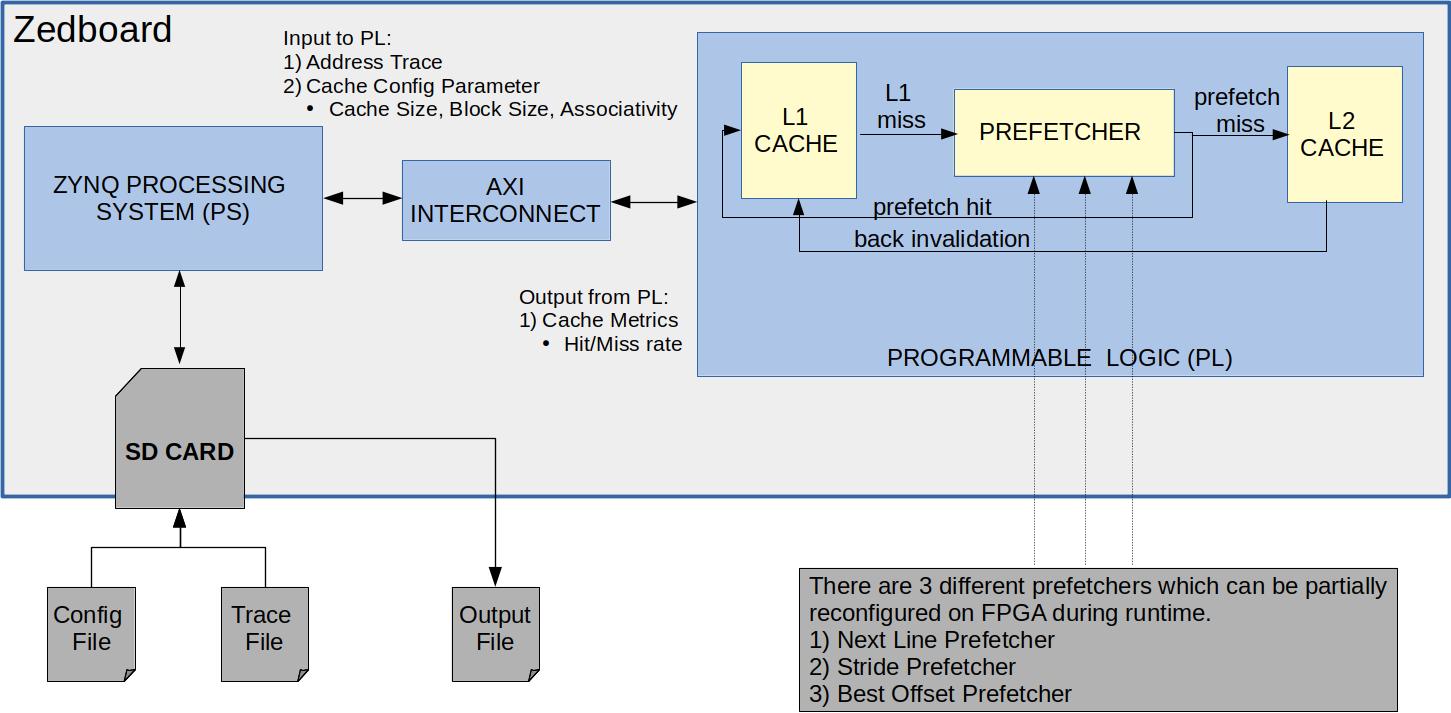 Zedboard
Input to PL:
1) Address Trace
2) Cache Config Parameter
• Cache Size, Block Size, Associativity
ZYNQ PROCESSING
SYSTEM (PS)
AXI
INTERCONNECT
L1
CACHE
L1
miss
PREFETCHER
prefetch
miss
L2
CACHE
prefetch hit
back invalidation
Output from PL:
1) Cache Metrics
• Hit/Miss rate
PROGRAMMABLE LOGIC (PL)
SD CARD
Config
File
Trace
File
Output
File
There are 3 different prefetchers which can be partially
reconfigured on FPGA during runtime.
1) Next Line Prefetcher
2) Stride Prefetcher
3) Best Offset Prefetcher